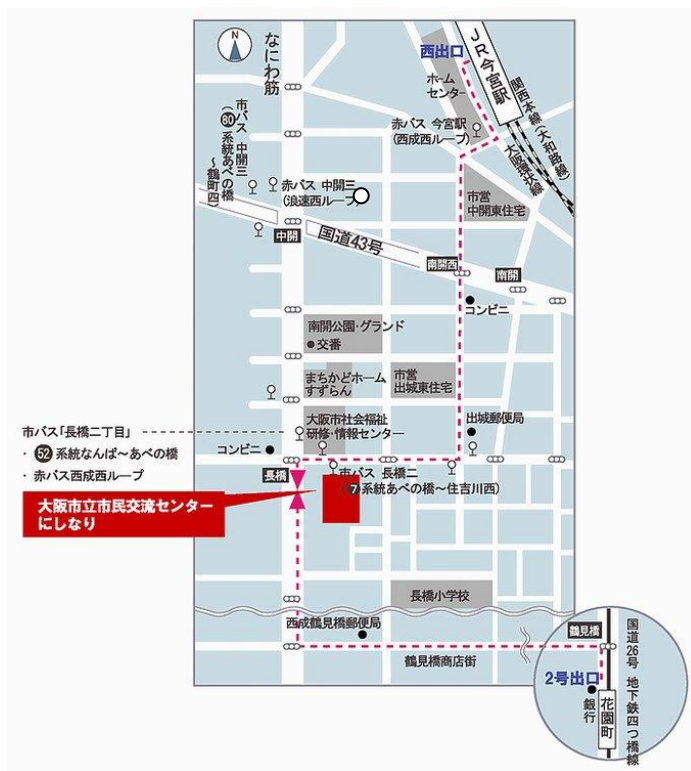 N
なにわ筋
西出口
JR今宮駅
ホーム
センター
関西本線(大和路線)
大阪環状線
赤バス 今宮駅
(西成西ループ)
市バス 中開三
(80系統あべの橋
～鶴町四)
赤バス 中開三
(浪速西ループ)
市営
中開東住宅
中開
国道43号
南開西
南開
コンビニ
南開公園・グランド
交番
まちかどホーム
すずらん
市営
出城東住宅
大阪市社会福祉
研修・情報センター
出城郵便局
市バス「長橋二丁目」
・52系統なんば～あべの橋
・赤バス西成西ループ
コンビニ
長橋
市バス 長橋二
(7系統あべの橋～住吉川西)
大阪市立市民交流センター
にしなり
長橋小学校
西成鶴見橋郵便局
鶴見橋商店街
鶴見橋
2号出口
銀行
花園町
国道26号 地下鉄四つ橋線